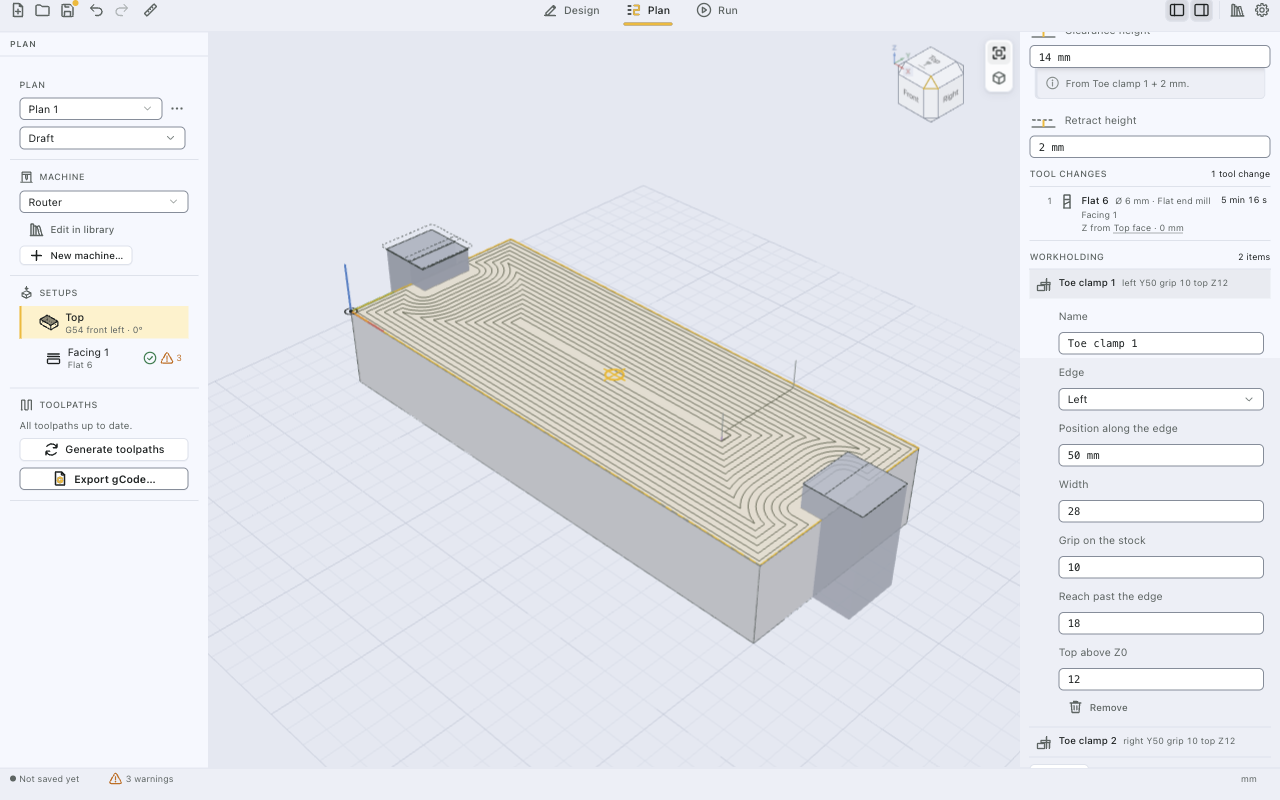 Design
Plan
Run
PLAN
PLAN
Plan 1
Draft
MACHINE
Router
Edit in library
New machine...
SETUPS
Top
G54 front left · 0°
Facing 1
Flat 6
3
TOOLPATHS
All toolpaths up to date.
Generate toolpaths
Export gCode...
Not saved yet
3 warnings
Z
Y
X
Top
Front
Right
Clearance height
14 mm
From Toe clamp 1 + 2 mm.
Retract height
2 mm
TOOL CHANGES
1 tool change
1
Flat 6 Ø 6 mm · Flat end mill
5 min 16 s
Facing 1
Z from Top face · 0 mm
WORKHOLDING
2 items
Toe clamp 1 left Y50 grip 10 top Z12
Name
Toe clamp 1
Edge
Left
Position along the edge
50 mm
Width
28
Grip on the stock
10
Reach past the edge
18
Top above Z0
12
Remove
Toe clamp 2 right Y50 grip 10 top Z12
mm